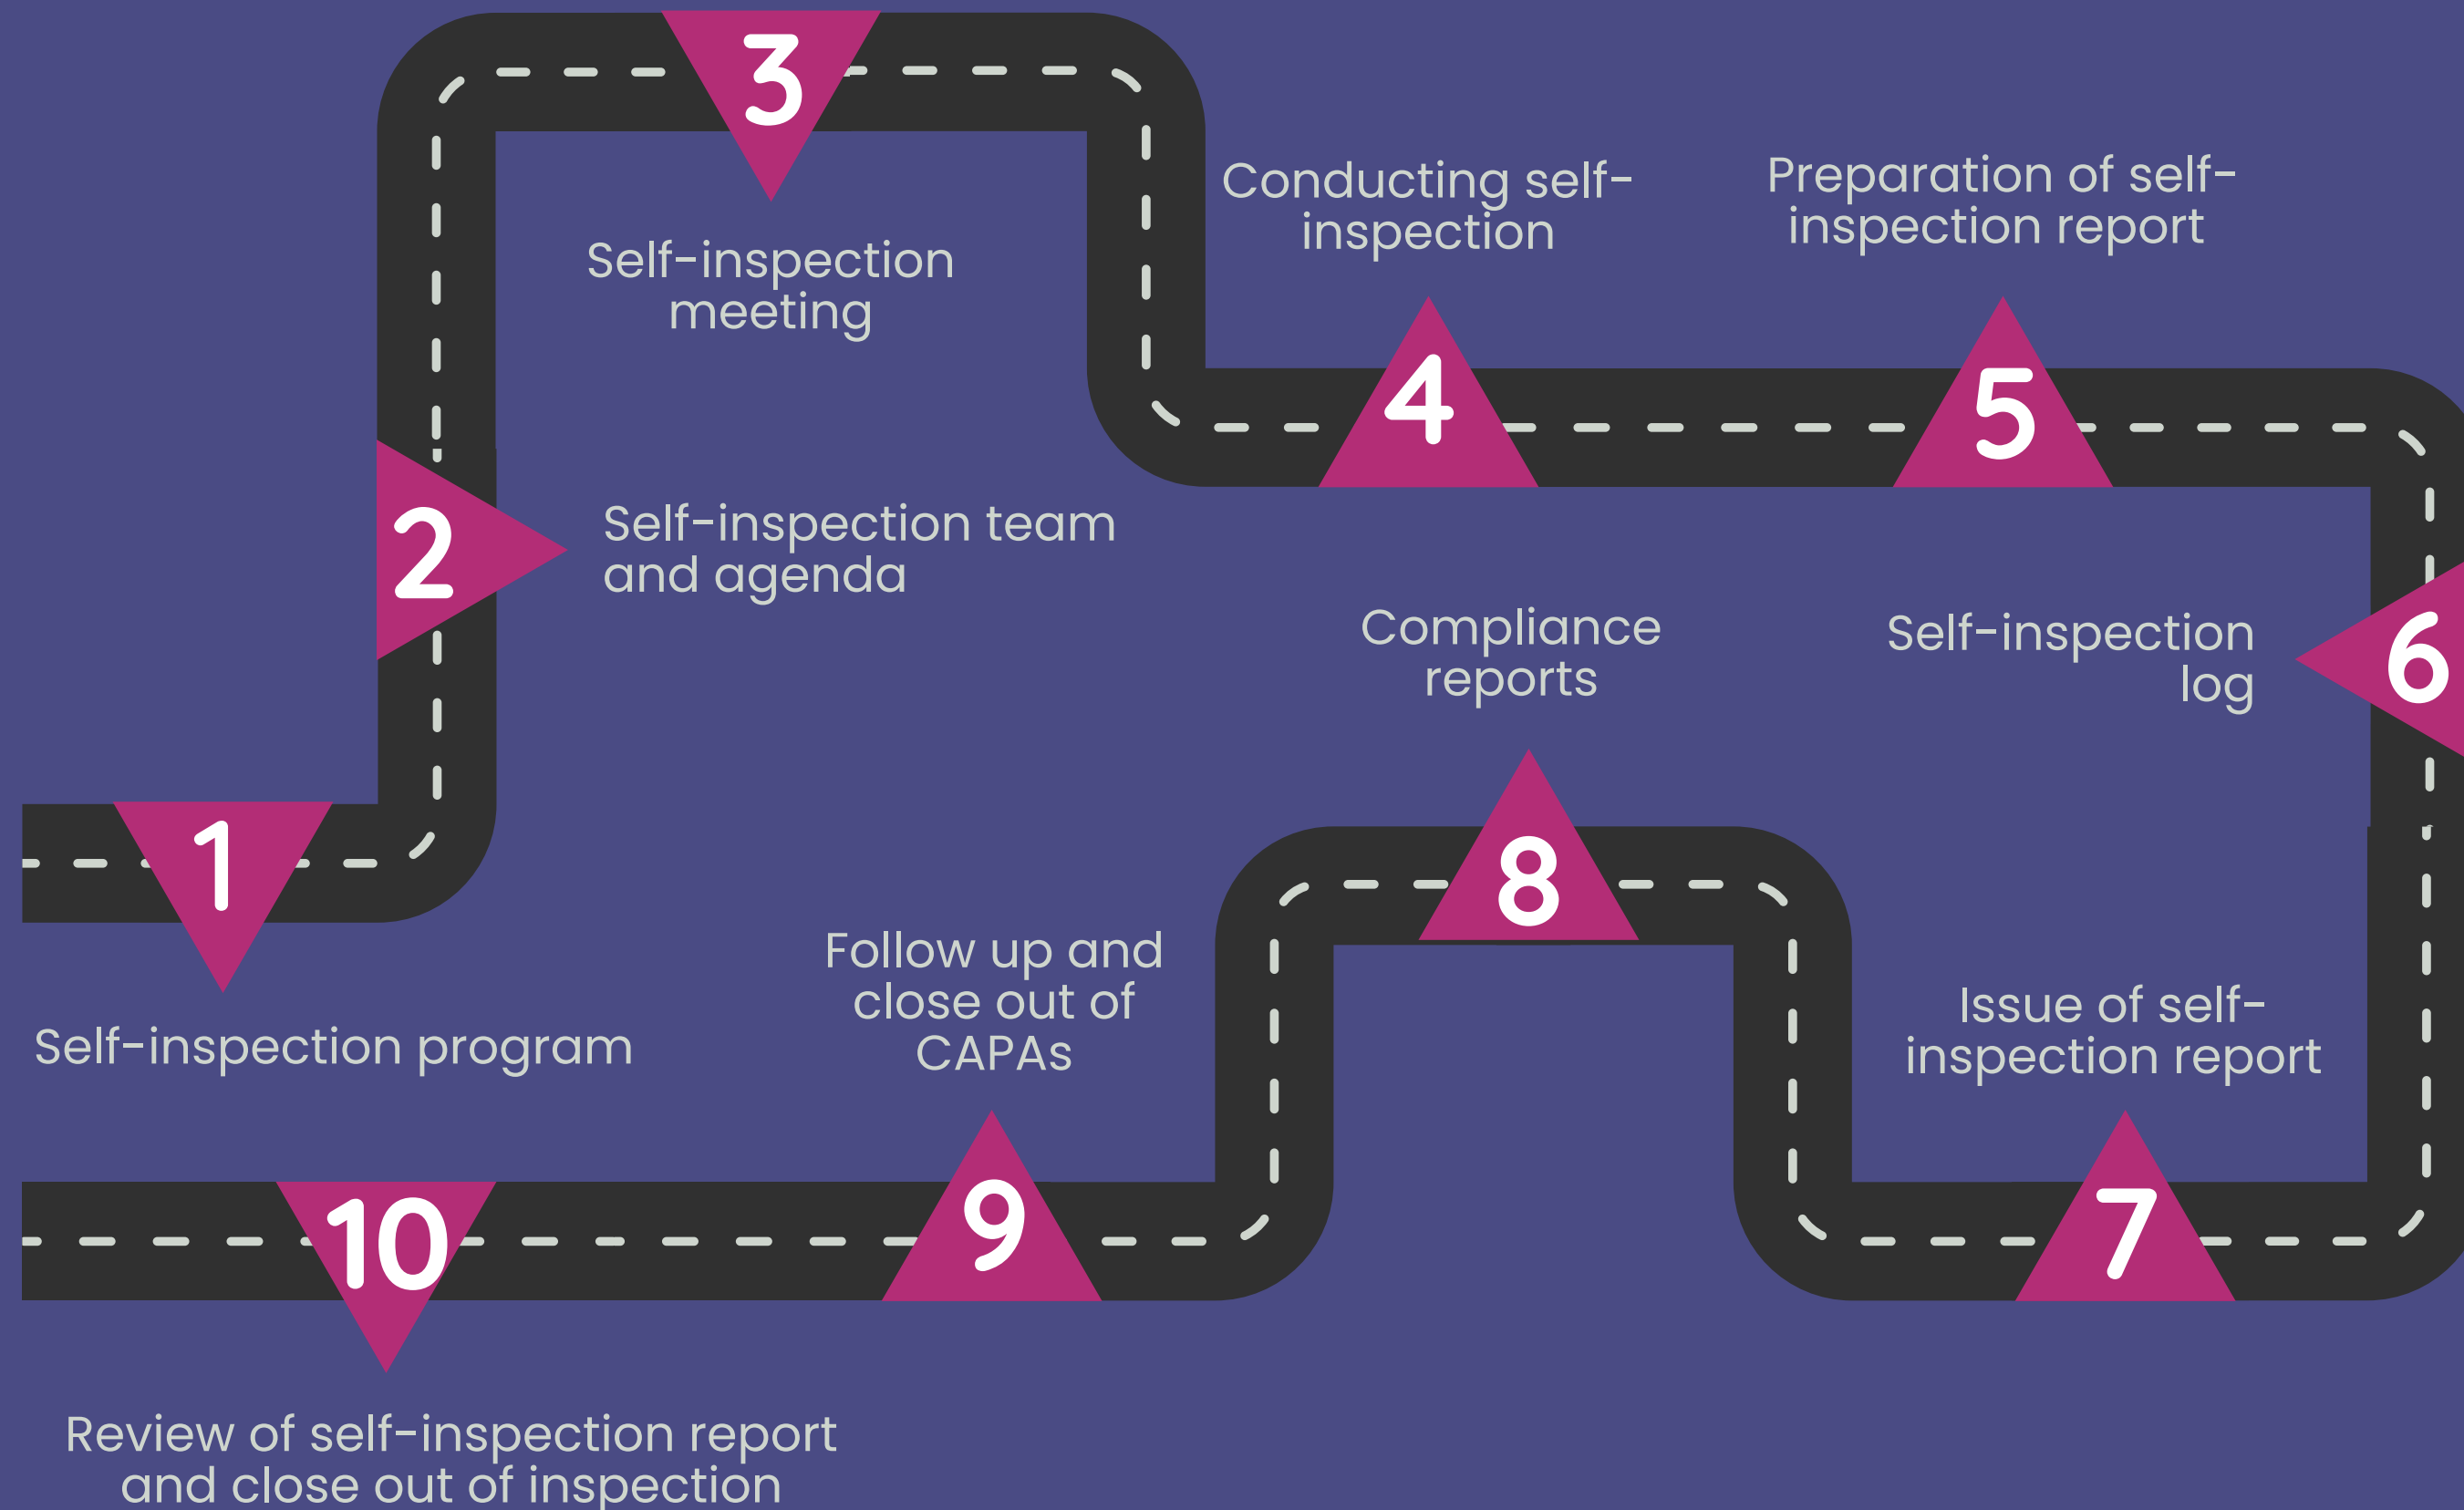 1
Self-inspection program
2
Self-inspection team
and agenda
3
Self-inspection
meeting
4
Conducting self-
inspection
5
Preparation of self-
inspection report
6
Self-inspection
log
7
Issue of self-
inspection report
8
Compliance
reports
9
Follow up and
close out of
CAPAs
10
Review of self-inspection report
and close out of inspection